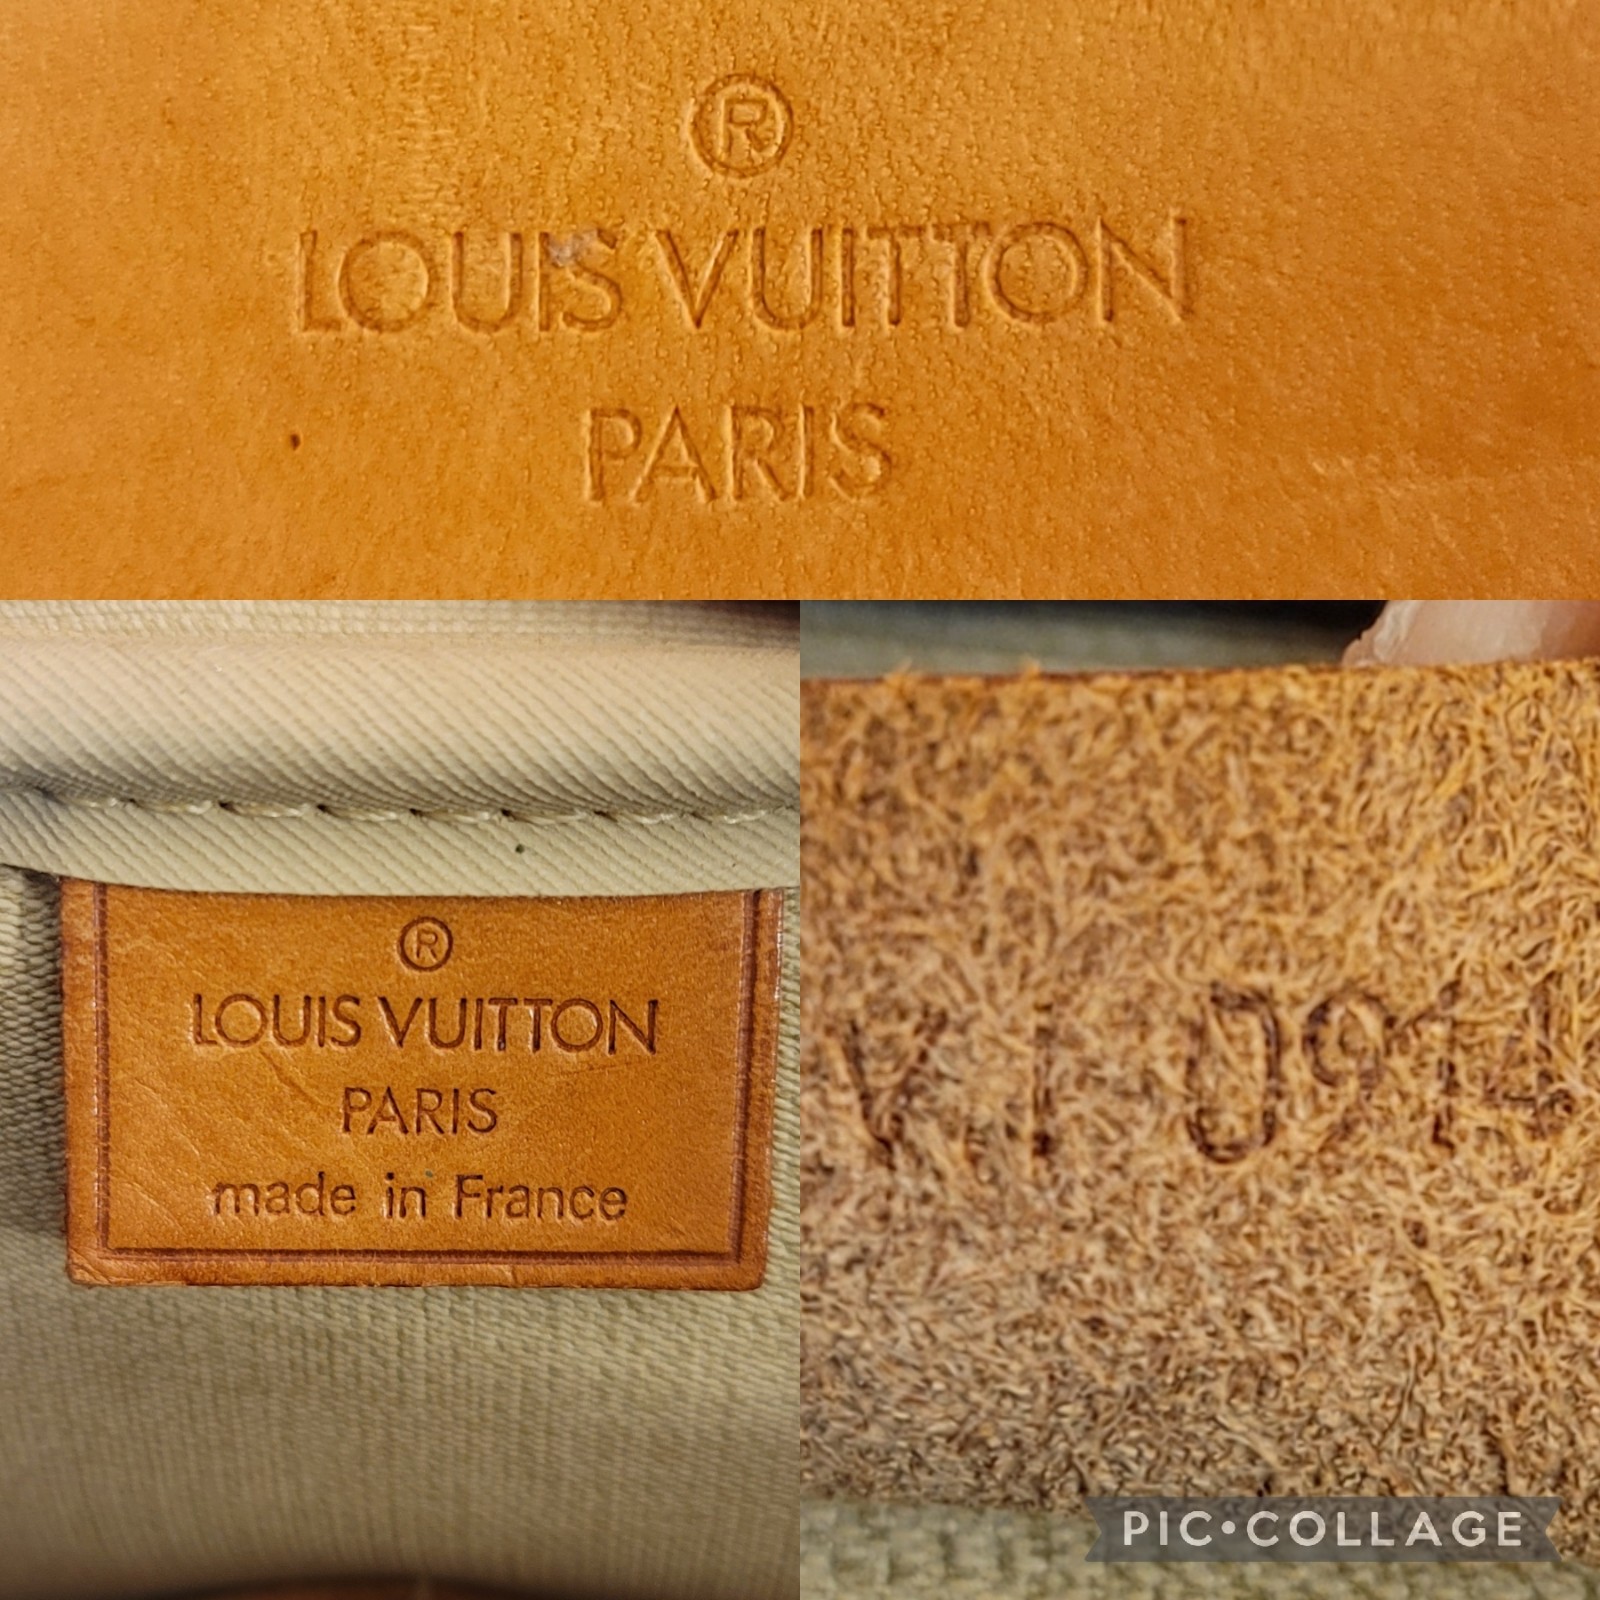 ®
LOUIS VUITTON
PARIS
®
LOUIS VUITTON
PARIS
made in France
VI 0914
PIC•COLLAGE